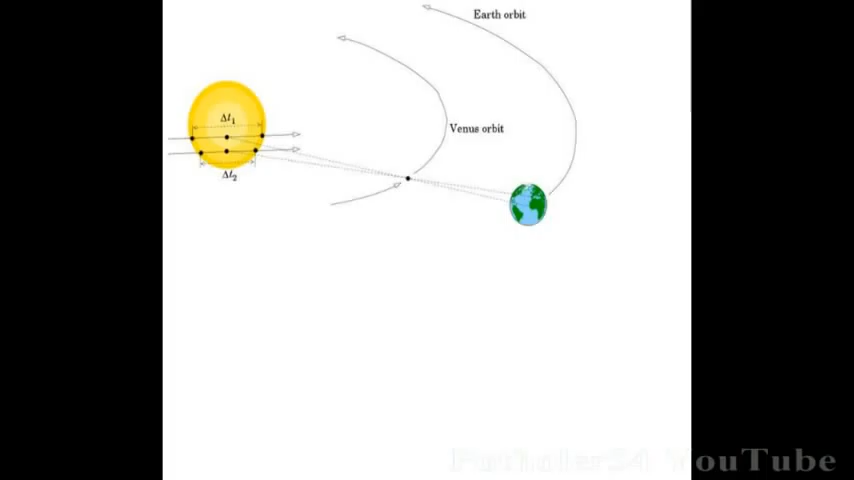 Earth orbit
Δt₁
Venus orbit
Δt₂
YouTube